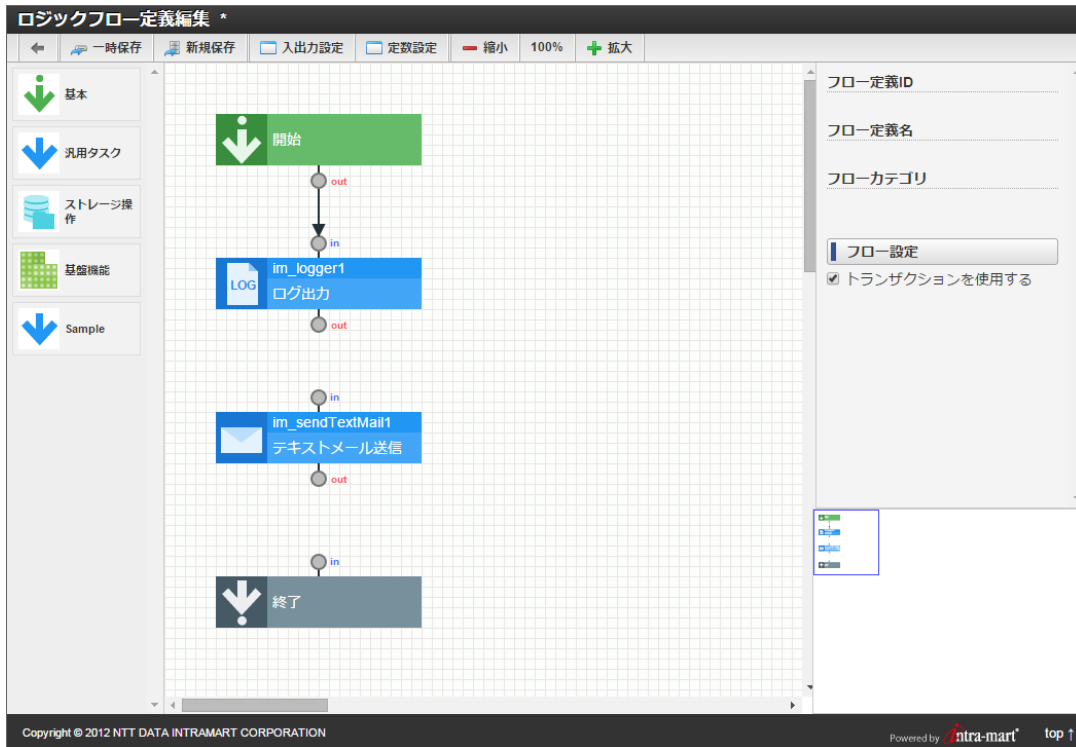 ロジックフロー定義編集 *
一時保存 新規保存 入出力設定 定数設定 縮小 100% 拡大
基本
汎用タスク
ストレージ操
作
基盤機能
Sample
開始
out
in
im_logger1
LOG
ログ出力
out
in
im_sendTextMail1
テキストメール送信
out
in
終了
フロー定義ID
フロー定義名
フローカテゴリ
フロー設定
トランザクションを使用する
Copyright © 2012 NTT DATA INTRAMART CORPORATION
Powered by intra-mart®
top ↑